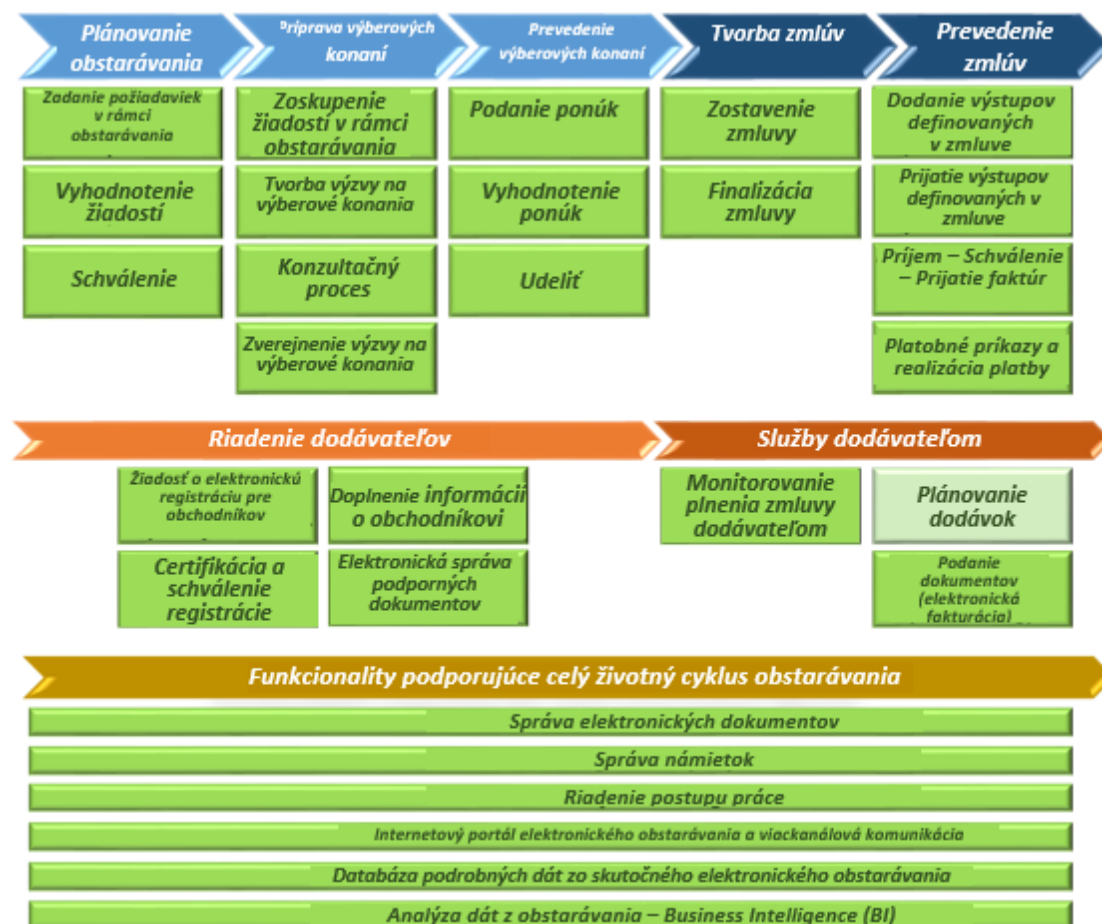 Plánovanie
obstarávania
Príprava výberových
konaní
Prevedenie
výberových konaní
Tvorba zmlúv
Prevedenie
zmlúv
Zadanie požiadaviek
v rámci
obstarávania
Vyhodnotenie
žiadostí
Schválenie
Zoskupenie
žiadostí v rámci
obstarávania
Tvorba výzvy na
výberové konania
Konzultačný
proces
Zverejnenie výzvy na
výberové konania
Podanie ponúk
Vyhodnotenie
ponúk
Udeliť
Zostavenie
zmluvy
Finalizácia
zmluvy
Dodanie výstupov
definovaných
v zmluve
Prijatie výstupov
definovaných v
zmluve
Príjem – Schválenie
– Prijatie faktúr
Platobné príkazy a
realizácia platby
Riadenie dodávateľov
Žiadosť o elektronickú
registráciu pre
obchodníkov
Doplnenie informácií
o obchodníkovi
Certifikácia a
schválenie
registrácie
Elektronická správa
podporných
dokumentov
Služby dodávateľom
Monitorovanie
plnenia zmluvy
dodávateľom
Plánovanie
dodávok
Podanie
dokumentov
(elektronická
fakturácia)
Funkcionality podporujúce celý životný cyklus obstarávania
Správa elektronických dokumentov
Správa námietok
Riadenie postupu práce
Internetový portál elektronického obstarávania a viackanálová komunikácia
Databáza podrobných dát zo skutočného elektronického obstarávania
Analýza dát z obstarávania – Business Intelligence (BI)